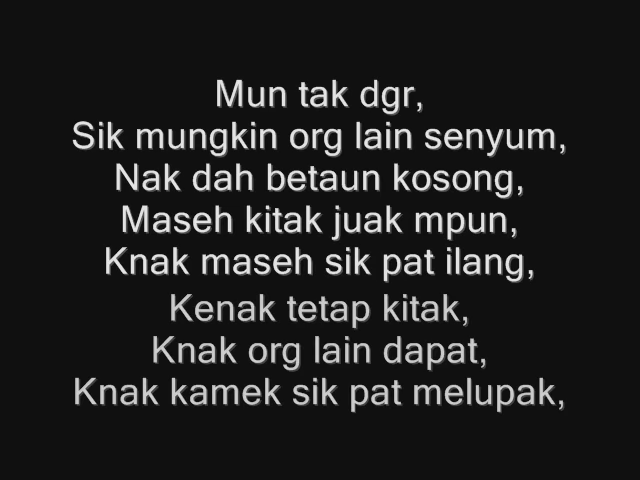 Mun tak dgr,
Sik mungkin org lain senyum,
Nak dah betaun kosong,
Maseh kitak juak mpun,
Knak maseh sik pat ilang,
Kenak tetap kitak,
Knak org lain dapat,
Knak kamek sik pat melupak,